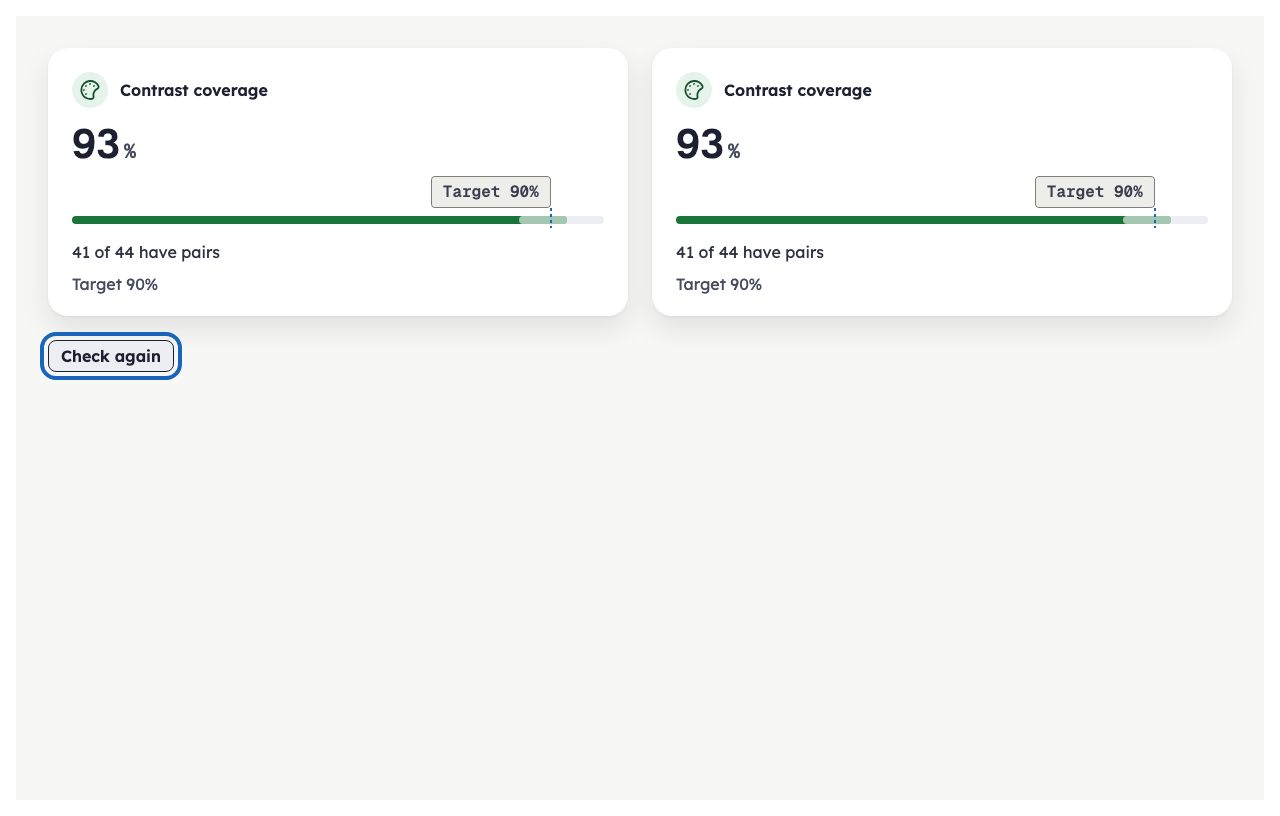 Contrast coverage
93%
Target 90%
41 of 44 have pairs
Target 90%
Contrast coverage
93%
Target 90%
41 of 44 have pairs
Target 90%
Check again